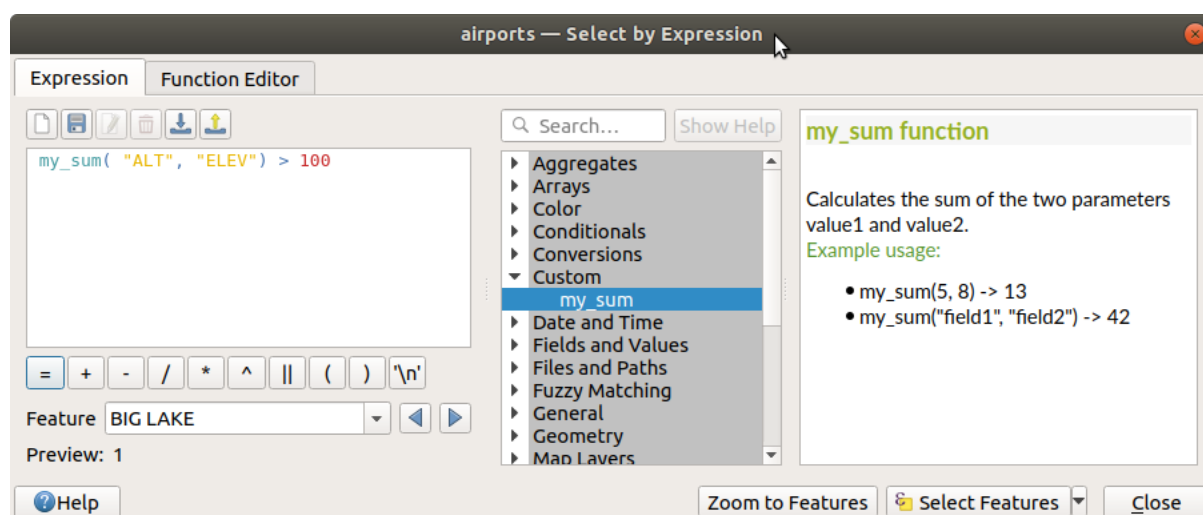 airports — Select by Expression
Expression
Function Editor
my_sum( "ALT", "ELEV") > 100
= + - / * ^ || ( ) '\n'
Feature BIG LAKE
Preview: 1
Search...
Show Help
Aggregates
Arrays
Color
Conditionals
Conversions
Custom
my_sum
Date and Time
Fields and Values
Files and Paths
Fuzzy Matching
General
Geometry
Map Layers
my_sum function
Calculates the sum of the two parameters
value1 and value2.
Example usage:
my_sum(5, 8) -> 13
my_sum("field1", "field2") -> 42
Help
Zoom to Features
Select Features
Close